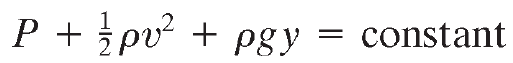 P + ½ρv² + ρgy = constant